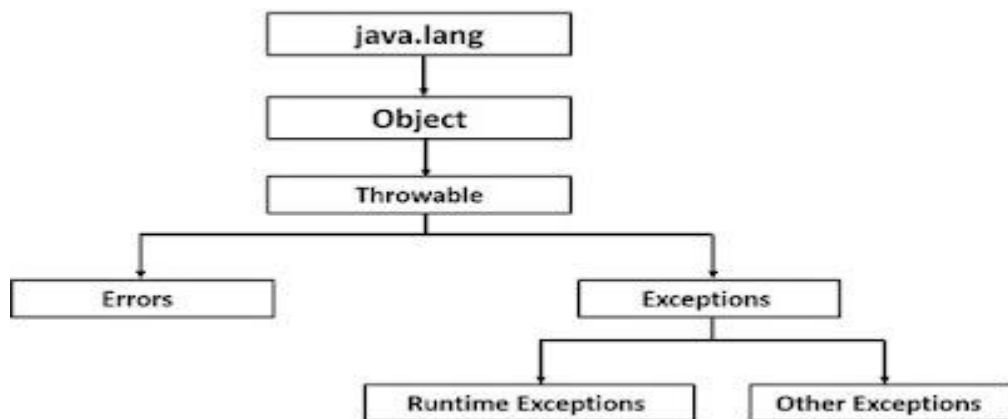 java.lang
Object
Throwable
Errors
Exceptions
Runtime Exceptions
Other Exceptions